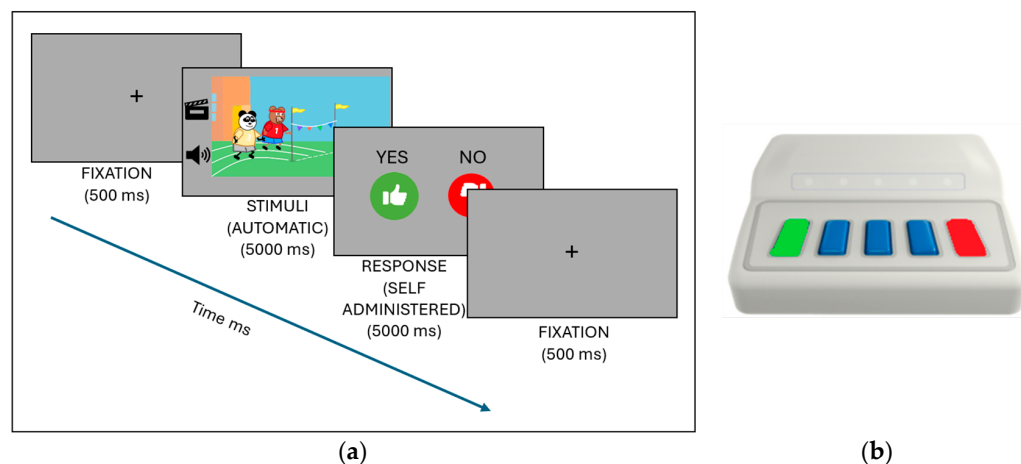 FIXATION
(500 ms)
STIMULI
(AUTOMATIC)
(5000 ms)
YES NO
RESPONSE
(SELF
ADMINISTERED)
(5000 ms)
FIXATION
(500 ms)
Time ms
1
(a) (b)